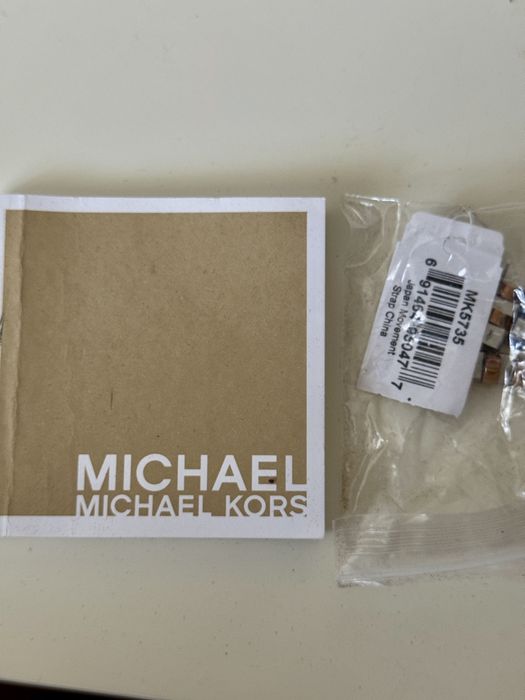 MICHAEL
MICHAEL KORS
MK5735
Japan Movement
Strap China